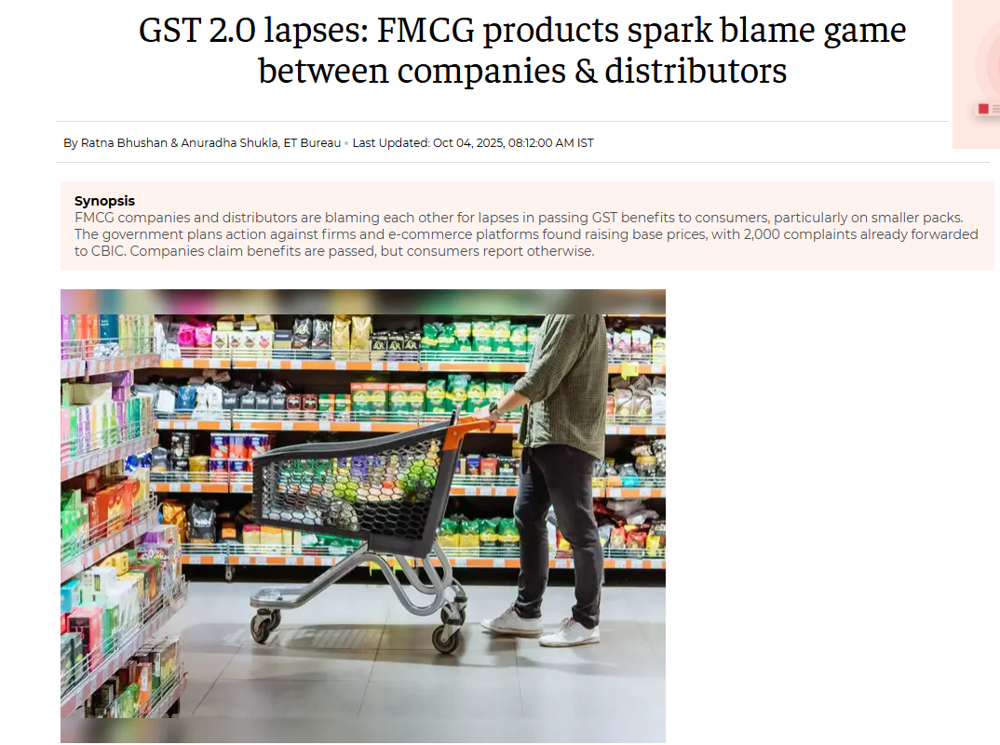 GST 2.0 lapses: FMCG products spark blame game
between companies & distributors
By Ratna Bhushan & Anuradha Shukla, ET Bureau • Last Updated: Oct 04, 2025, 08:12:00 AM IST
Synopsis
FMCG companies and distributors are blaming each other for lapses in passing GST benefits to consumers, particularly on smaller packs.
The government plans action against firms and e-commerce platforms found raising base prices, with 2,000 complaints already forwarded
to CBIC. Companies claim benefits are passed, but consumers report otherwise.